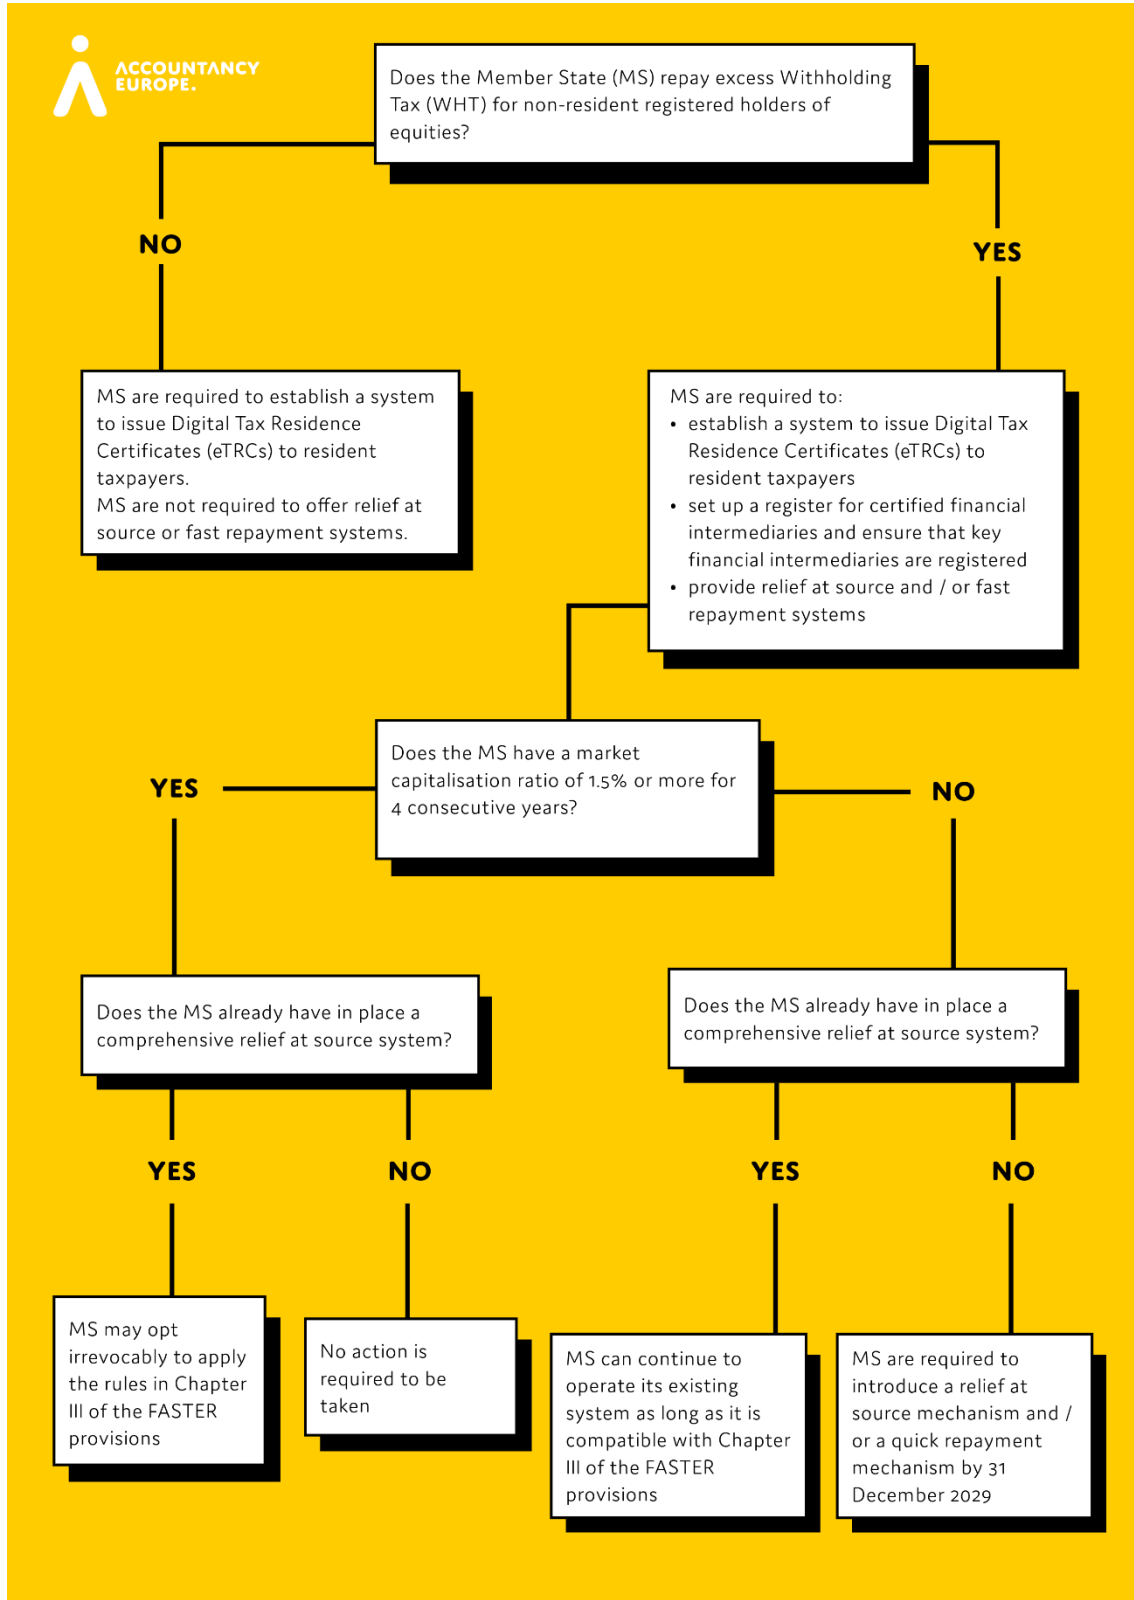 ACCOUNTANCY
EUROPE.
Does the Member State (MS) repay excess Withholding
Tax (WHT) for non-resident registered holders of
equities?
NO
YES
MS are required to establish a system
to issue Digital Tax Residence
Certificates (eTRCs) to resident
taxpayers.
MS are not required to offer relief at
source or fast repayment systems.
MS are required to:
• establish a system to issue Digital Tax
Residence Certificates (eTRCs) to
resident taxpayers
• set up a register for certified financial
intermediaries and ensure that key
financial intermediaries are registered
• provide relief at source and / or fast
repayment systems
Does the MS have a market
capitalisation ratio of 1.5% or more for
4 consecutive years?
YES
NO
Does the MS already have in place a
comprehensive relief at source system?
Does the MS already have in place a
comprehensive relief at source system?
YES
NO
YES
NO
MS may opt
irrevocably to apply
the rules in Chapter
III of the FASTER
provisions
No action is
required to be
taken
MS can continue to
operate its existing
system as long as it is
compatible with Chapter
III of the FASTER
provisions
MS are required to
introduce a relief at
source mechanism and /
or a quick repayment
mechanism by 31
December 2029